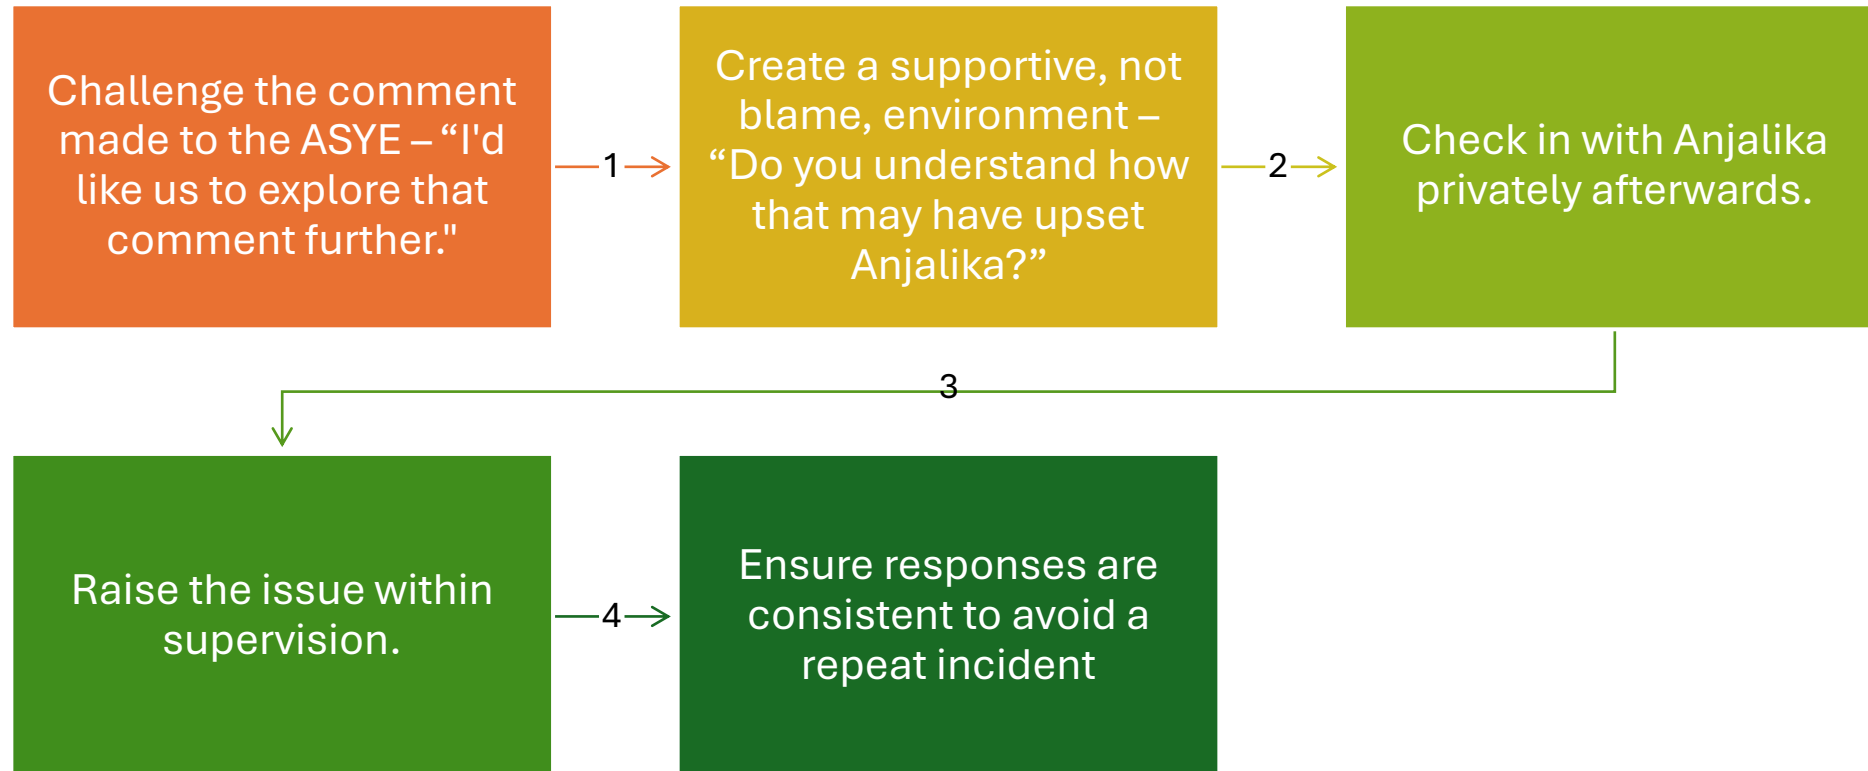 Challenge the comment
made to the ASYE – “I'd
like us to explore that
comment further."
1
Create a supportive, not
blame, environment –
“Do you understand how
that may have upset
Anjalika?”
2
Check in with Anjalika
privately afterwards.
3
Raise the issue within
supervision.
4
Ensure responses are
consistent to avoid a
repeat incident